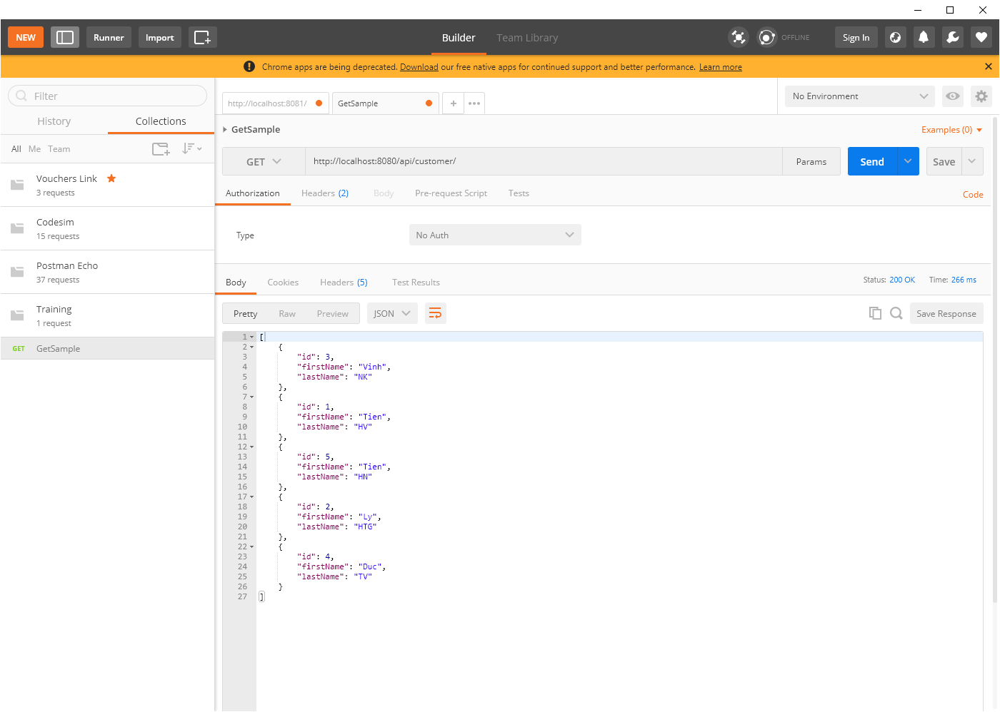 NEW Runner Import Builder Team Library OFFLINE Sign In
Chrome apps are being deprecated. Download our free native apps for continued support and better performance. Learn more
Filter
History Collections
All Me Team
Vouchers Link
3 requests
Codesim
15 requests
Postman Echo
37 requests
Training
1 request
GET GetSample
http://localhost:8081/ GetSample + ••• No Environment
GetSample Examples (0)
GET http://localhost:8080/api/customer/ Params Send Save
Authorization Headers (2) Body Pre-request Script Tests Code
Type No Auth
Body Cookies Headers (5) Test Results Status: 200 OK Time: 266 ms
Pretty Raw Preview JSON Save Response
1 [
2 {
3 "id": 3,
4 "firstName": "Vinh",
5 "lastName": "NK"
6 },
7 {
8 "id": 1,
9 "firstName": "Tien",
10 "lastName": "HV"
11 },
12 {
13 "id": 5,
14 "firstName": "Tien",
15 "lastName": "HN"
16 },
17 {
18 "id": 2,
19 "firstName": "Ly",
20 "lastName": "HTG"
21 },
22 {
23 "id": 4,
24 "firstName": "Duc",
25 "lastName": "TV"
26 }
27 ]